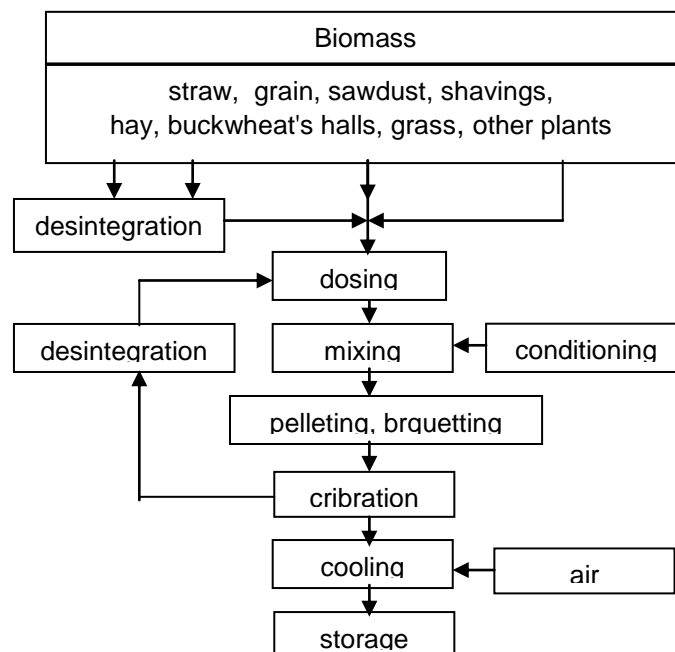 Biomass
straw, grain, sawdust, shavings,
hay, buckwheat's halls, grass, other plants
desintegration
dosing
desintegration
mixing
conditioning
pelleting, brquetting
cribration
cooling
air
storage